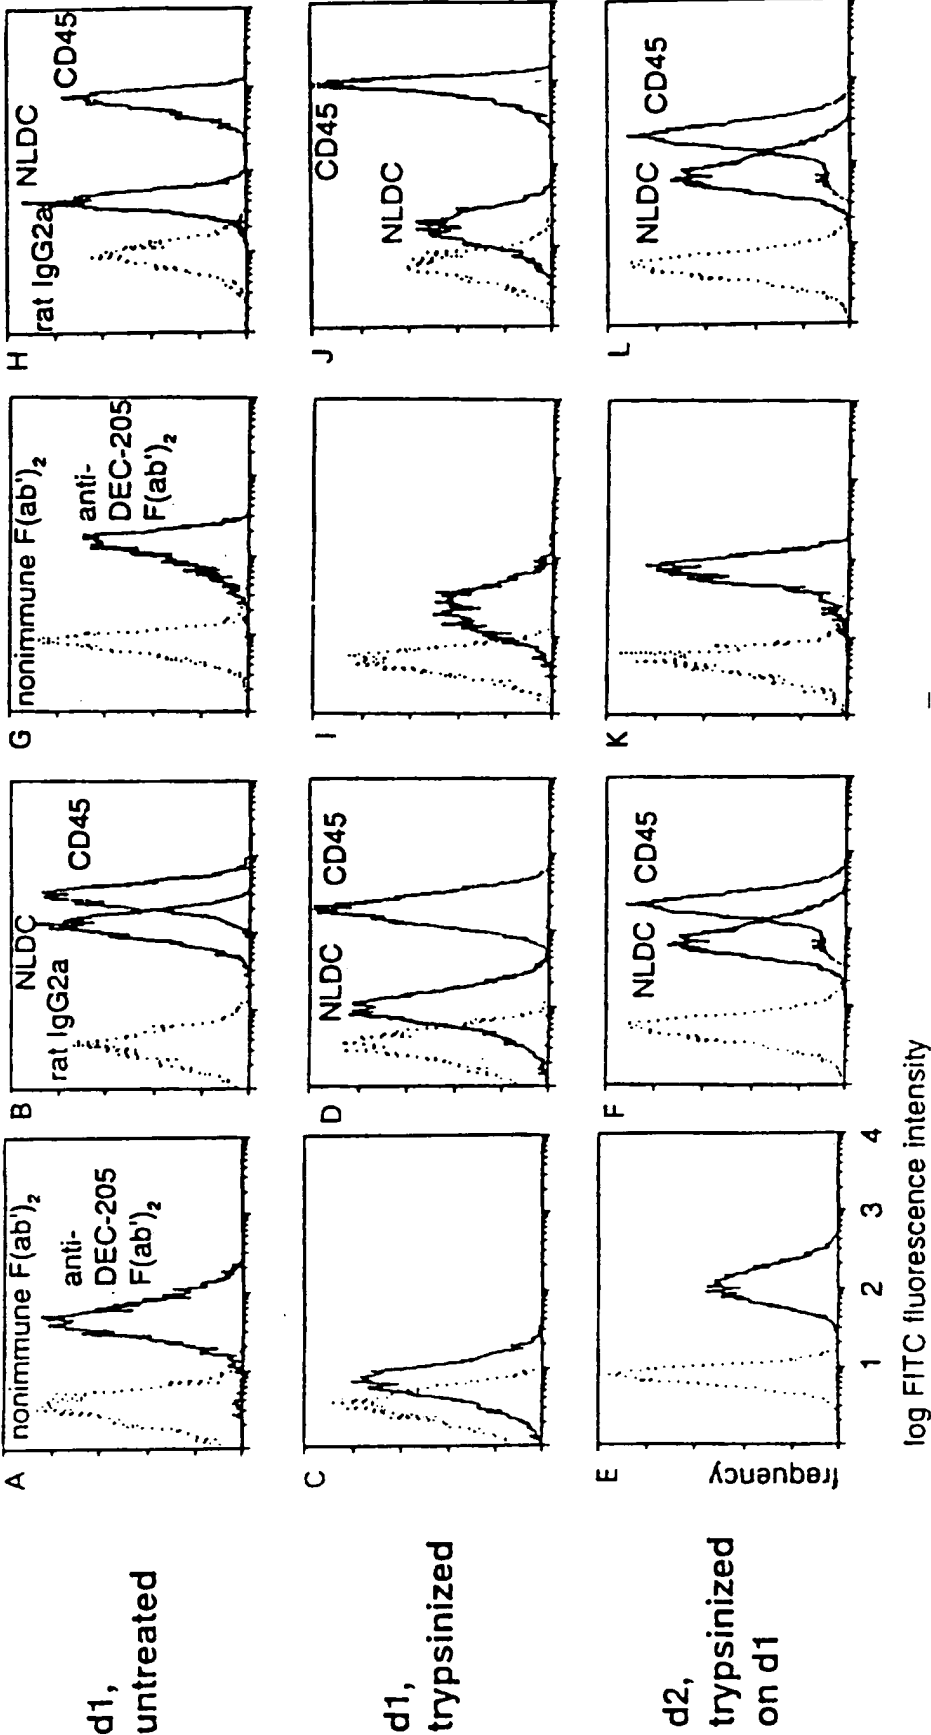 d1,
untreated
A
nonimmune F(ab')2
anti-
DEC-205
F(ab')2
B
NLDC
rat IgG2a
CD45
G
nonimmune F(ab')2
anti-
DEC-205
F(ab')2
H
rat IgG2a
NLDC
CD45
d1,
trypsinized
C
D
NLDC
CD45
I
J
NLDC
CD45
d2,
trypsinized
on d1
E
frequency
1 2 3 4
log FITC fluorescence intensity
F
NLDC
CD45
K
L
NLDC
CD45